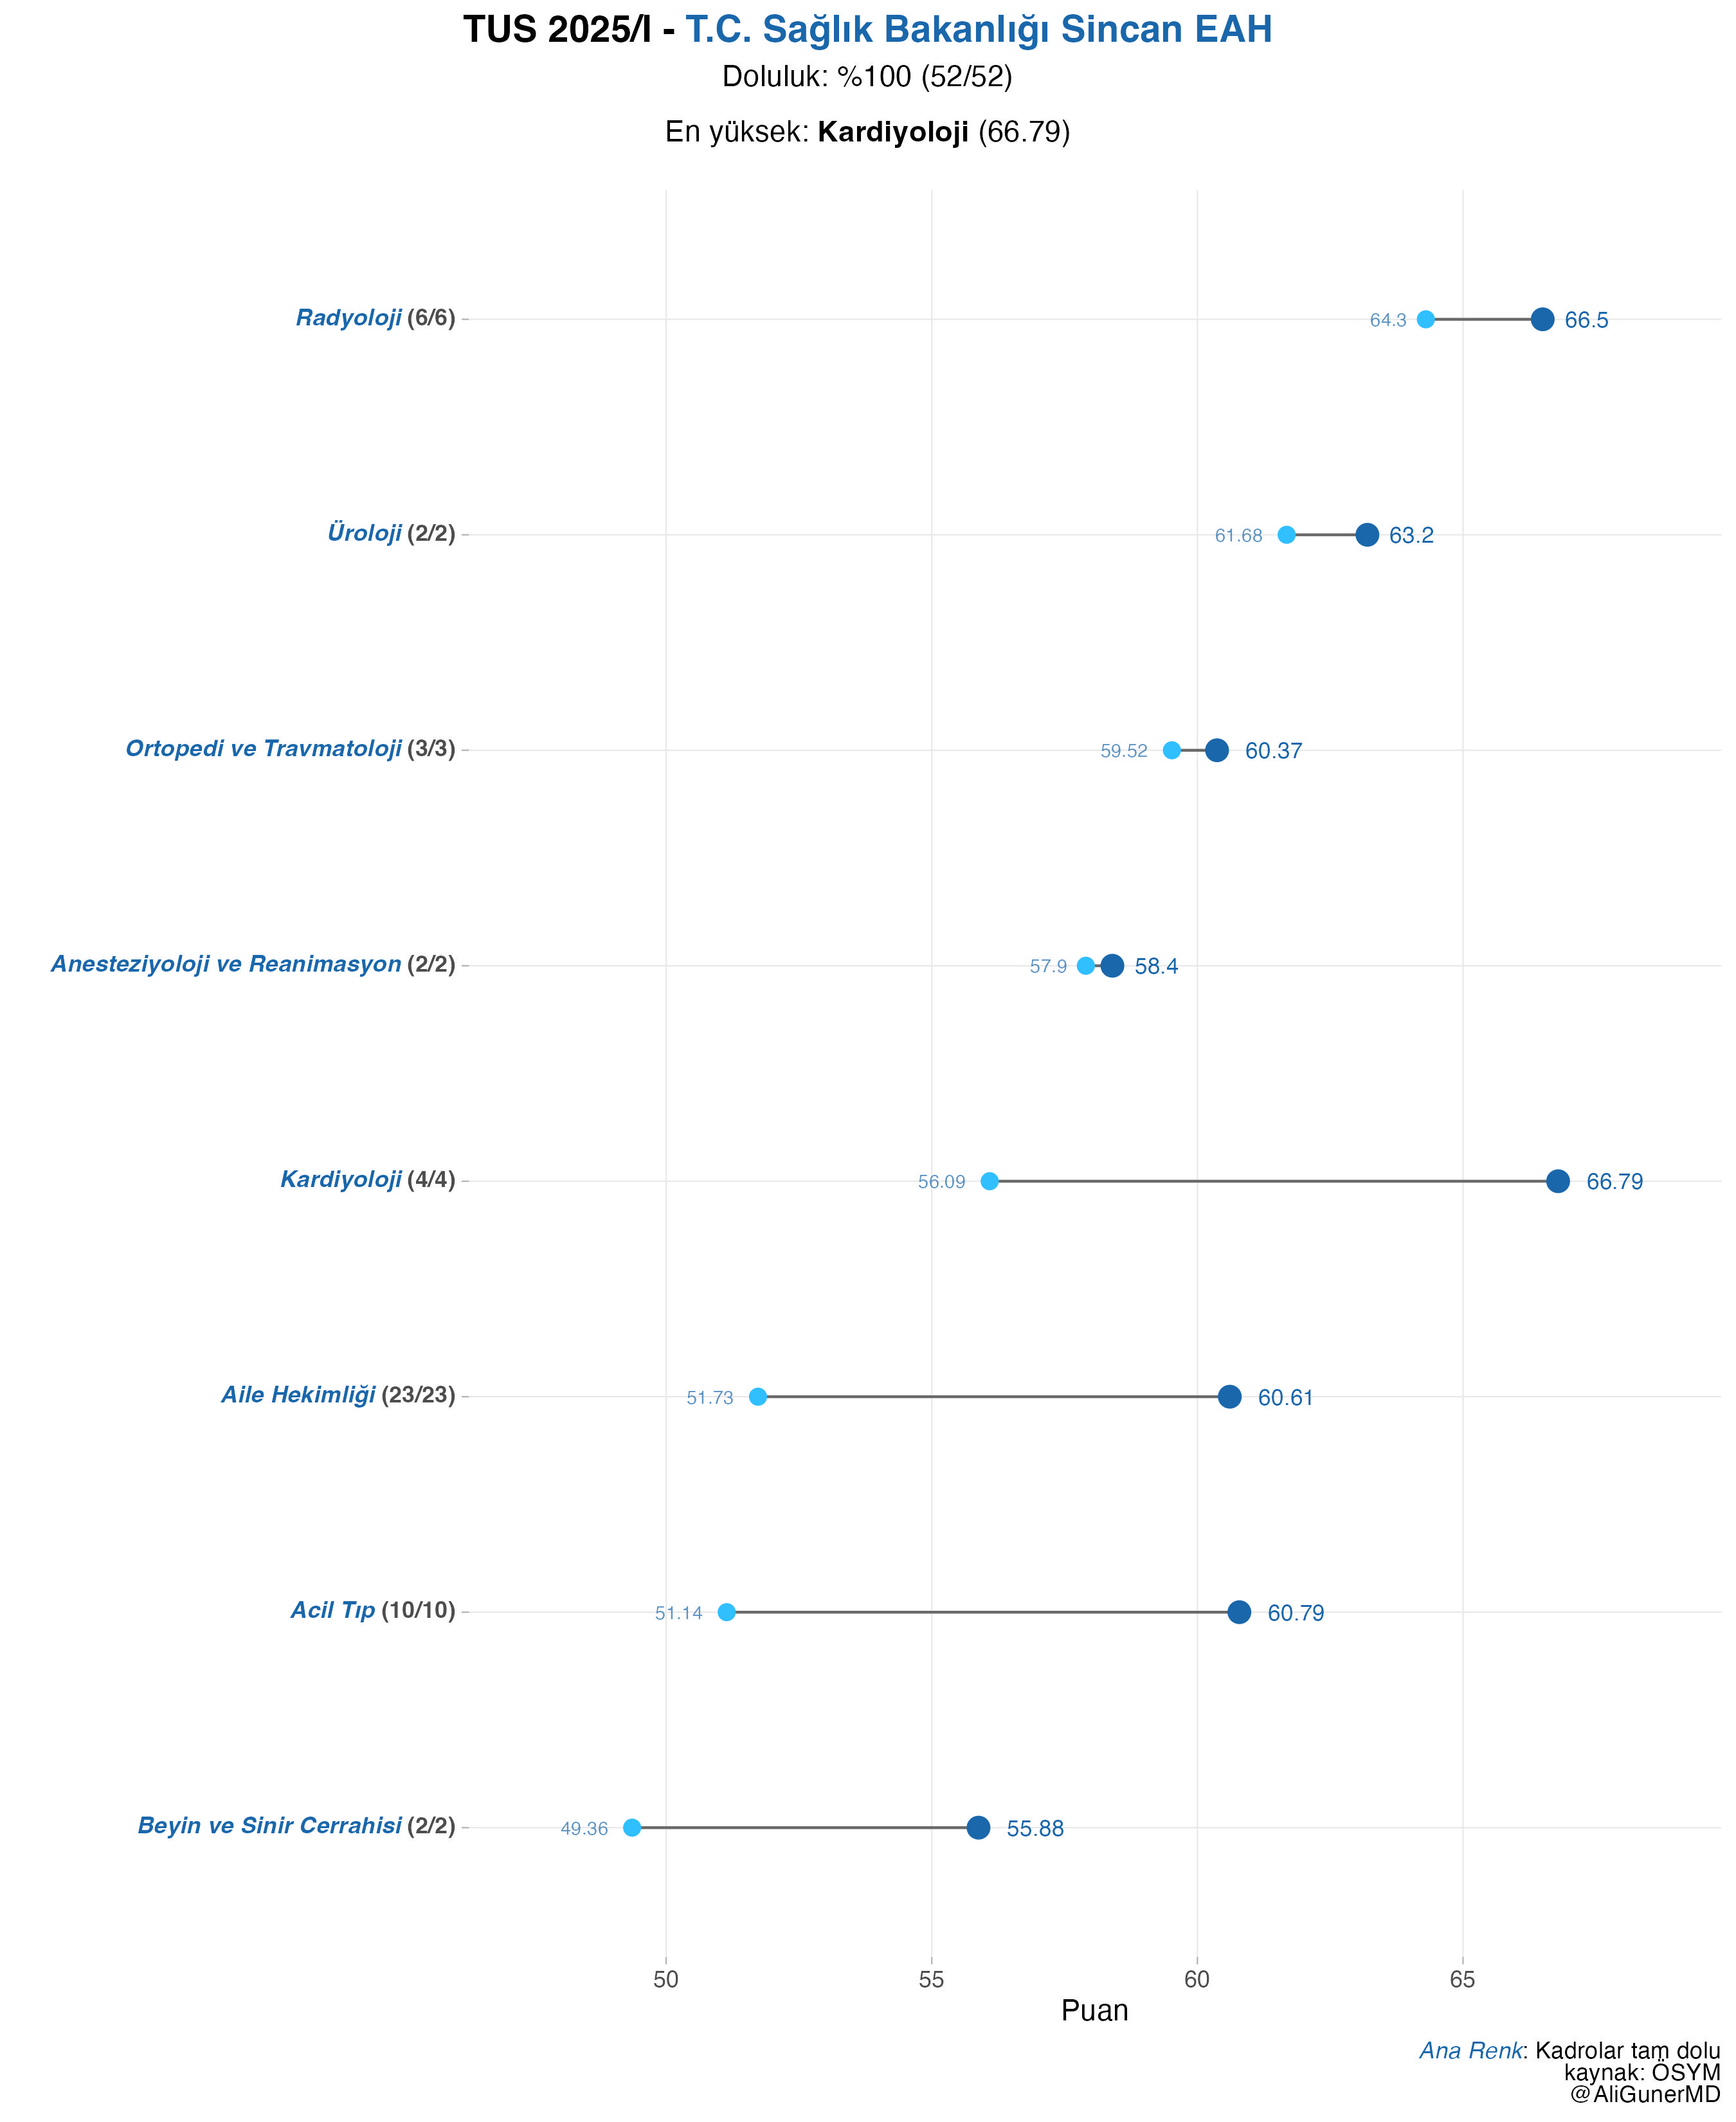 TUS 2025/I - T.C. Sağlık Bakanlığı Sincan EAH
Doluluk: %100 (52/52)
En yüksek: Kardiyoloji (66.79)
Radyoloji (6/6) 64.3 66.5
Üroloji (2/2) 61.68 63.2
Ortopedi ve Travmatoloji (3/3) 59.52 60.37
Anesteziyoloji ve Reanimasyon (2/2) 57.9 58.4
Kardiyoloji (4/4) 56.09 66.79
Aile Hekimliği (23/23) 51.73 60.61
Acil Tıp (10/10) 51.14 60.79
Beyin ve Sinir Cerrahisi (2/2) 49.36 55.88
50 55 60 65
Puan
Ana Renk: Kadrolar tam dolu
kaynak: ÖSYM
@AliGunerMD